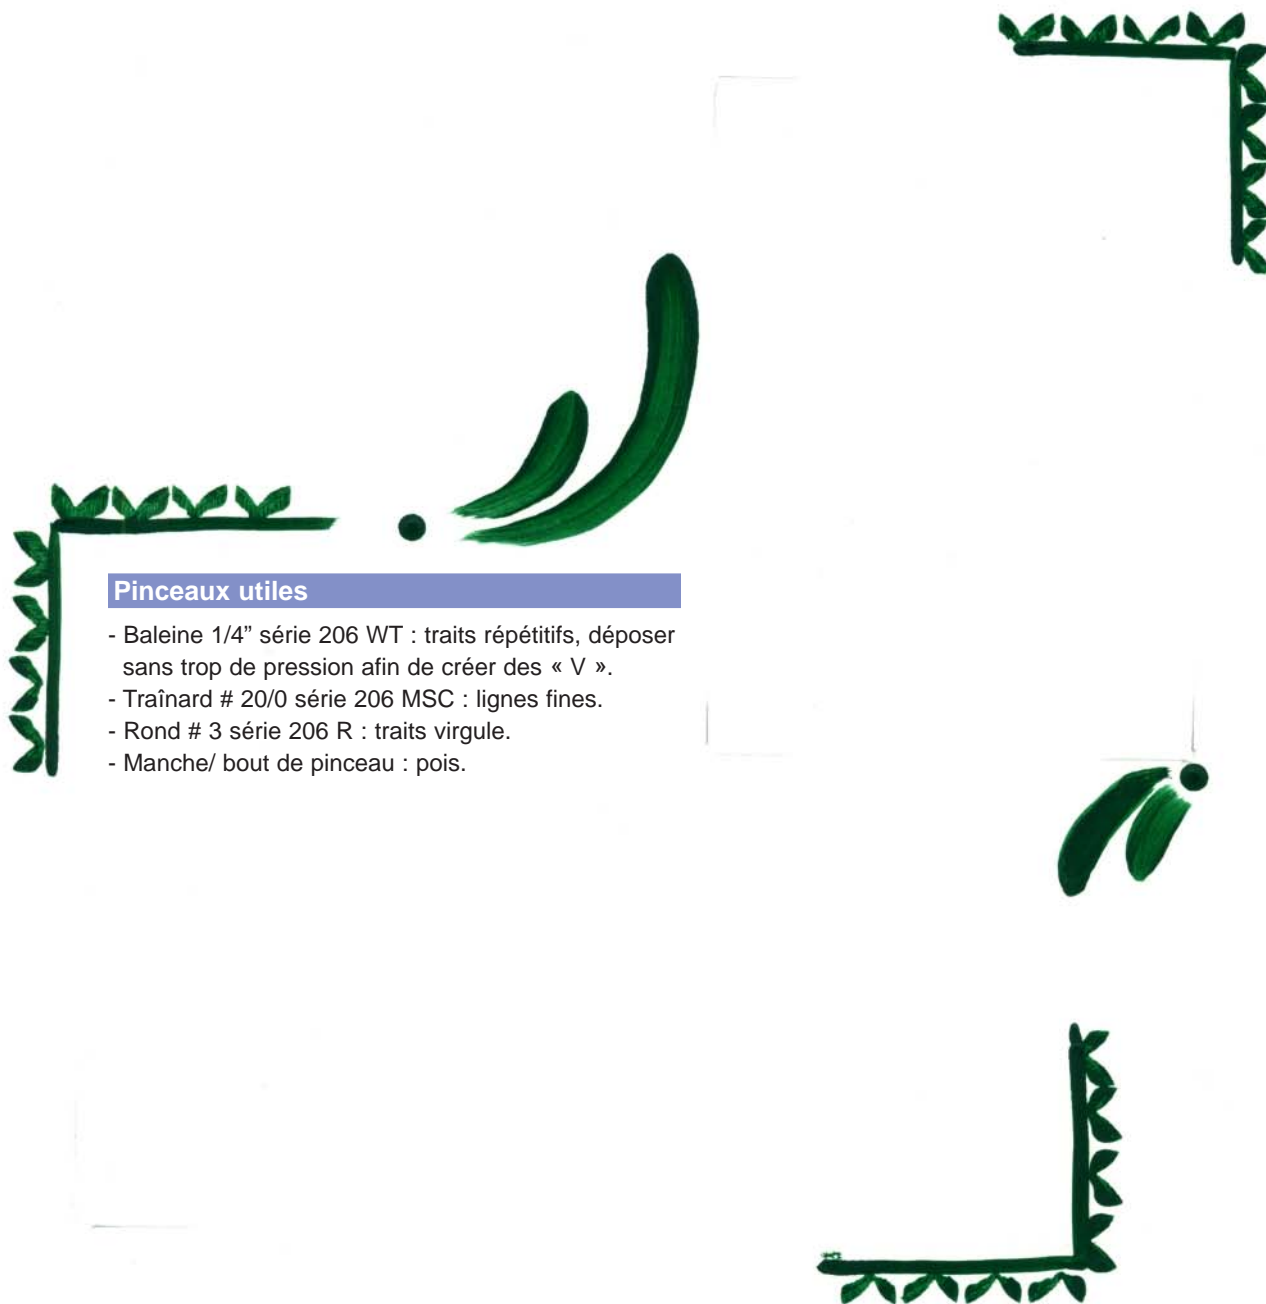 Pinceaux utiles
- Baleine 1/4” série 206 WT : traits répétitifs, déposer
sans trop de pression afin de créer des « V ».
- Traînard # 20/0 série 206 MSC : lignes fines.
- Rond # 3 série 206 R : traits virgule.
- Manche/ bout de pinceau : pois.